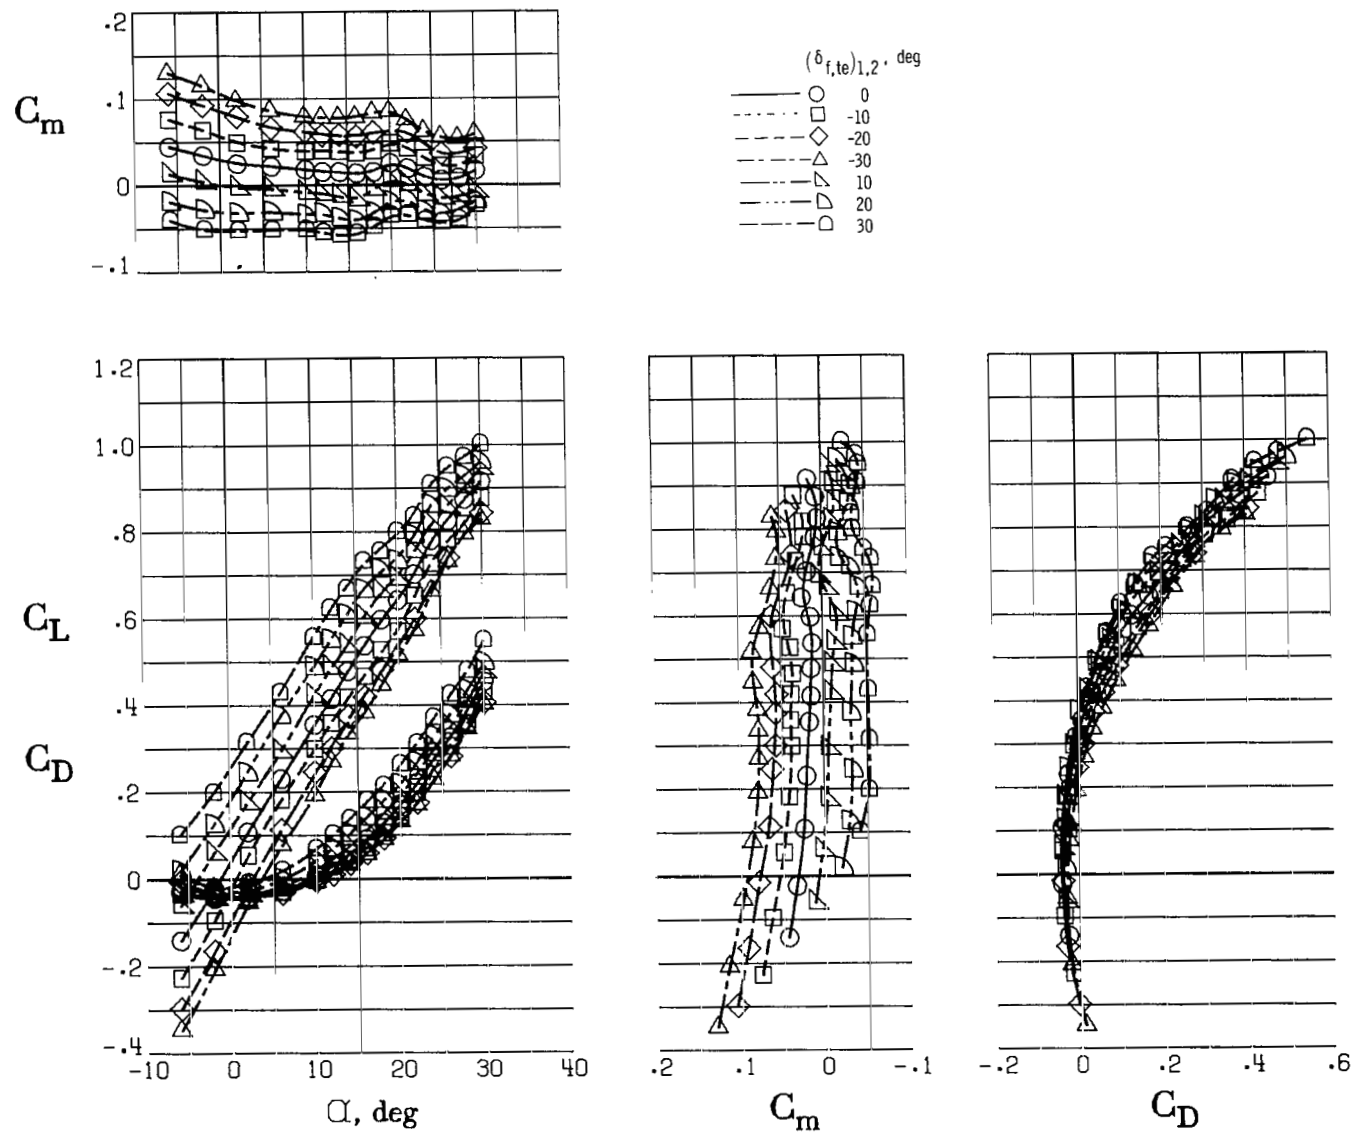 .2
C_m
.1
0
-.1
(δ_f,te)_1,2, deg
0
-10
-20
-30
10
20
30
1.2
1.0
.8
C_L
.6
.4
C_D
.2
0
-.2
-.4
-10 0 10 20 30 40
α, deg
.2 .1 0 -.1
C_m
-.2 0 .2 .4 .6
C_D